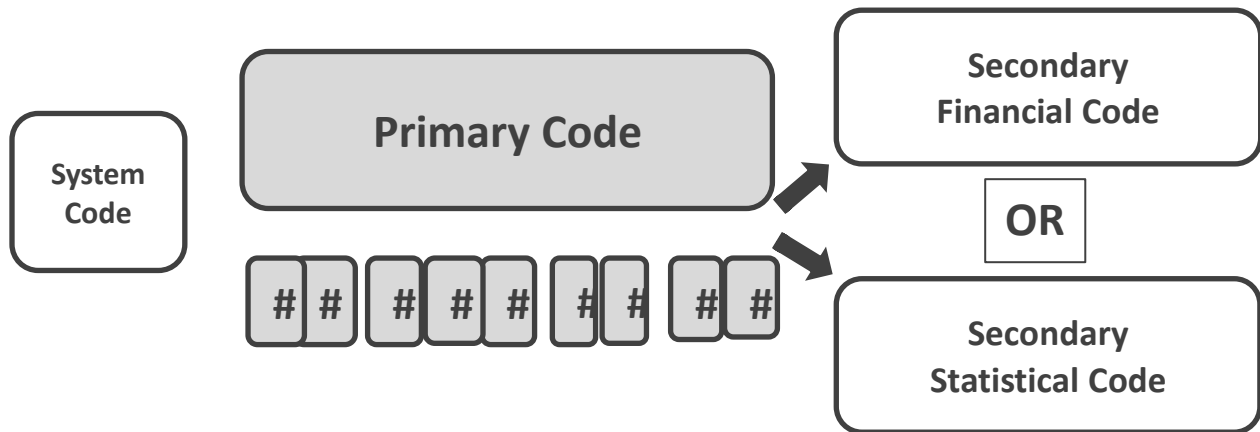 System
Code
Primary Code
# # # # # # # # #
Secondary
Financial Code
OR
Secondary
Statistical Code